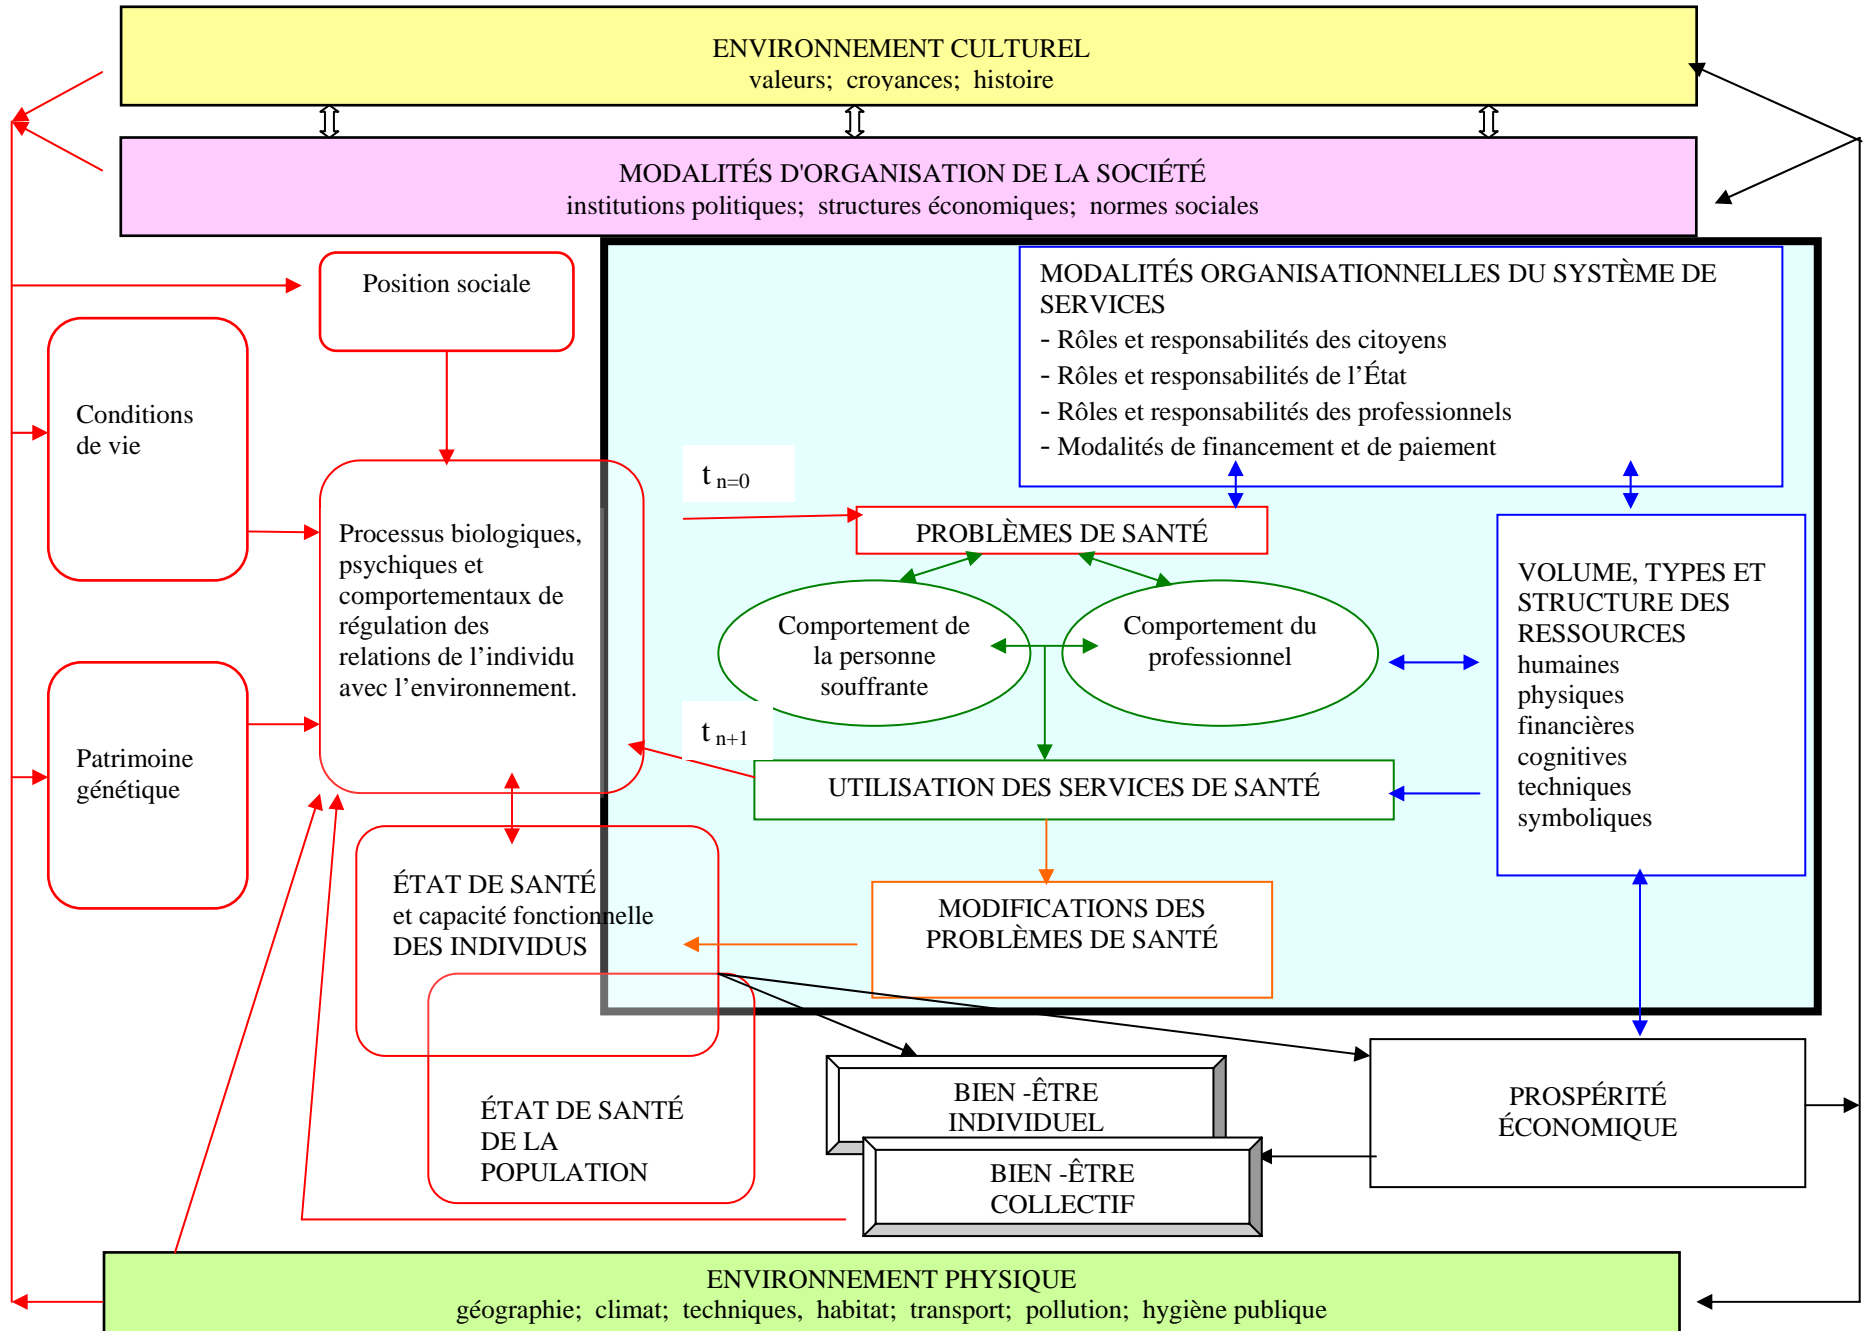 ENVIRONNEMENT CULTUREL
valeurs; croyances; histoire
MODALITÉS D'ORGANISATION DE LA SOCIÉTÉ
institutions politiques; structures économiques; normes sociales
Position sociale
MODALITÉS ORGANISATIONNELLES DU SYSTÈME DE
SERVICES
- Rôles et responsabilités des citoyens
- Rôles et responsabilités de l’État
- Rôles et responsabilités des professionnels
- Modalités de financement et de paiement
Conditions
de vie
t n=0
PROBLÈMES DE SANTÉ
Processus biologiques,
psychiques et
comportementaux de
régulation des
relations de l’individu
avec l’environnement.
Comportement de
la personne
souffrante
Comportement du
professionnel
VOLUME, TYPES ET
STRUCTURE DES
RESSOURCES
humaines
physiques
financières
cognitives
techniques
symboliques
t n+1
Patrimoine
génétique
UTILISATION DES SERVICES DE SANTÉ
ÉTAT DE SANTÉ
et capacité fonctionnelle
DES INDIVIDUS
MODIFICATIONS DES
PROBLÈMES DE SANTÉ
ÉTAT DE SANTÉ
DE LA
POPULATION
BIEN -ÊTRE
INDIVIDUEL
BIEN -ÊTRE
COLLECTIF
PROSPÉRITÉ
ÉCONOMIQUE
ENVIRONNEMENT PHYSIQUE
géographie; climat; techniques, habitat; transport; pollution; hygiène publique